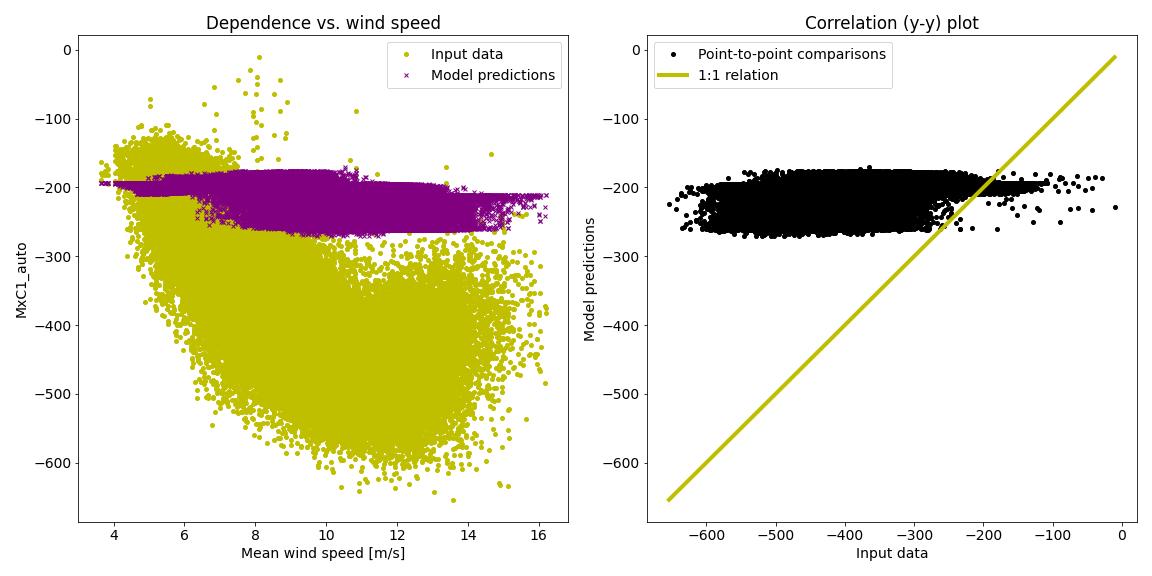 Dependence vs. wind speed
Input data
Model predictions
0
−100
−200
−300
−400
−500
−600
MxC1_auto
4 6 8 10 12 14 16
Mean wind speed [m/s]
Correlation (y-y) plot
Point-to-point comparisons
1:1 relation
0
−100
−200
−300
−400
−500
−600
Model predictions
−600 −500 −400 −300 −200 −100 0
Input data